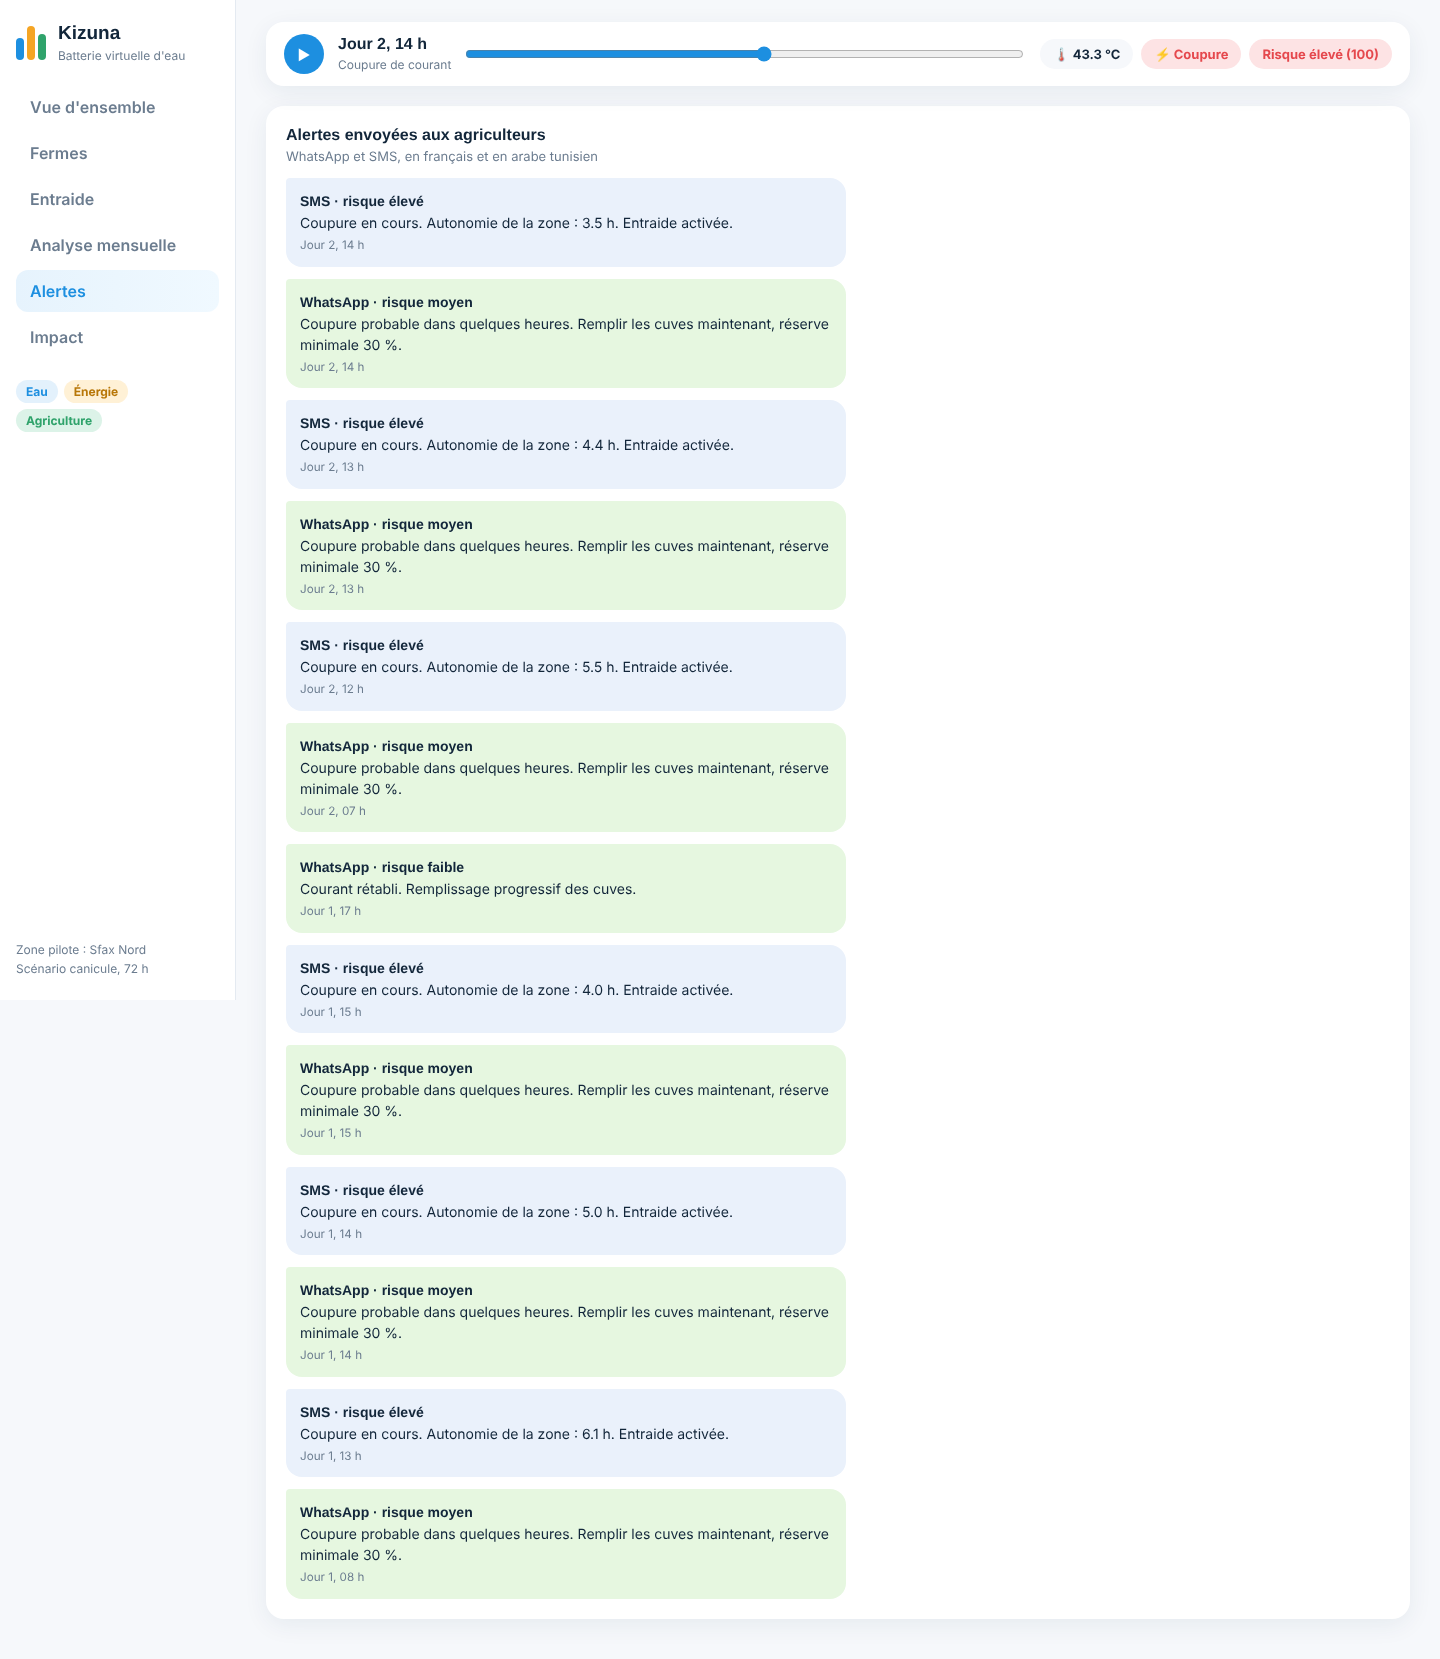 Kizuna
Batterie virtuelle d'eau
Vue d'ensemble
Fermes
Entraide
Analyse mensuelle
Alertes
Impact
Eau
Énergie
Agriculture
Zone pilote : Sfax Nord
Scénario canicule, 72 h
Jour 2, 14 h
Coupure de courant
🌡️ 43.3 °C
⚡ Coupure
Risque élevé (100)
Alertes envoyées aux agriculteurs
WhatsApp et SMS, en français et en arabe tunisien
SMS · risque élevé
Coupure en cours. Autonomie de la zone : 3.5 h. Entraide activée.
Jour 2, 14 h
WhatsApp · risque moyen
Coupure probable dans quelques heures. Remplir les cuves maintenant, réserve
minimale 30 %.
Jour 2, 14 h
SMS · risque élevé
Coupure en cours. Autonomie de la zone : 4.4 h. Entraide activée.
Jour 2, 13 h
WhatsApp · risque moyen
Coupure probable dans quelques heures. Remplir les cuves maintenant, réserve
minimale 30 %.
Jour 2, 13 h
SMS · risque élevé
Coupure en cours. Autonomie de la zone : 5.5 h. Entraide activée.
Jour 2, 12 h
WhatsApp · risque moyen
Coupure probable dans quelques heures. Remplir les cuves maintenant, réserve
minimale 30 %.
Jour 2, 07 h
WhatsApp · risque faible
Courant rétabli. Remplissage progressif des cuves.
Jour 1, 17 h
SMS · risque élevé
Coupure en cours. Autonomie de la zone : 4.0 h. Entraide activée.
Jour 1, 15 h
WhatsApp · risque moyen
Coupure probable dans quelques heures. Remplir les cuves maintenant, réserve
minimale 30 %.
Jour 1, 15 h
SMS · risque élevé
Coupure en cours. Autonomie de la zone : 5.0 h. Entraide activée.
Jour 1, 14 h
WhatsApp · risque moyen
Coupure probable dans quelques heures. Remplir les cuves maintenant, réserve
minimale 30 %.
Jour 1, 14 h
SMS · risque élevé
Coupure en cours. Autonomie de la zone : 6.1 h. Entraide activée.
Jour 1, 13 h
WhatsApp · risque moyen
Coupure probable dans quelques heures. Remplir les cuves maintenant, réserve
minimale 30 %.
Jour 1, 08 h